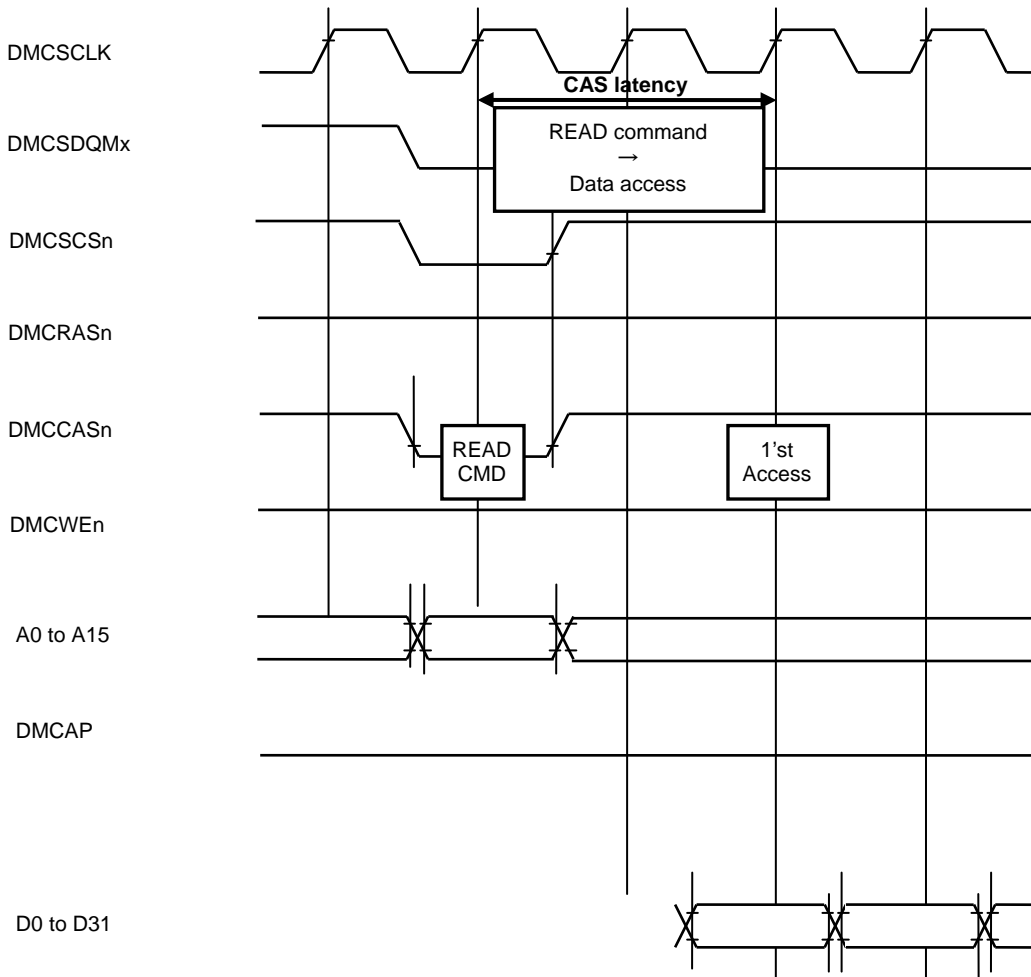 DMCSCLK
CAS latency
DMCSDQMx
READ command
→
Data access
DMCSCSn
DMCRASn
DMCCASn
READ
CMD
1'st
Access
DMCWEn
A0 to A15
DMCAP
D0 to D31